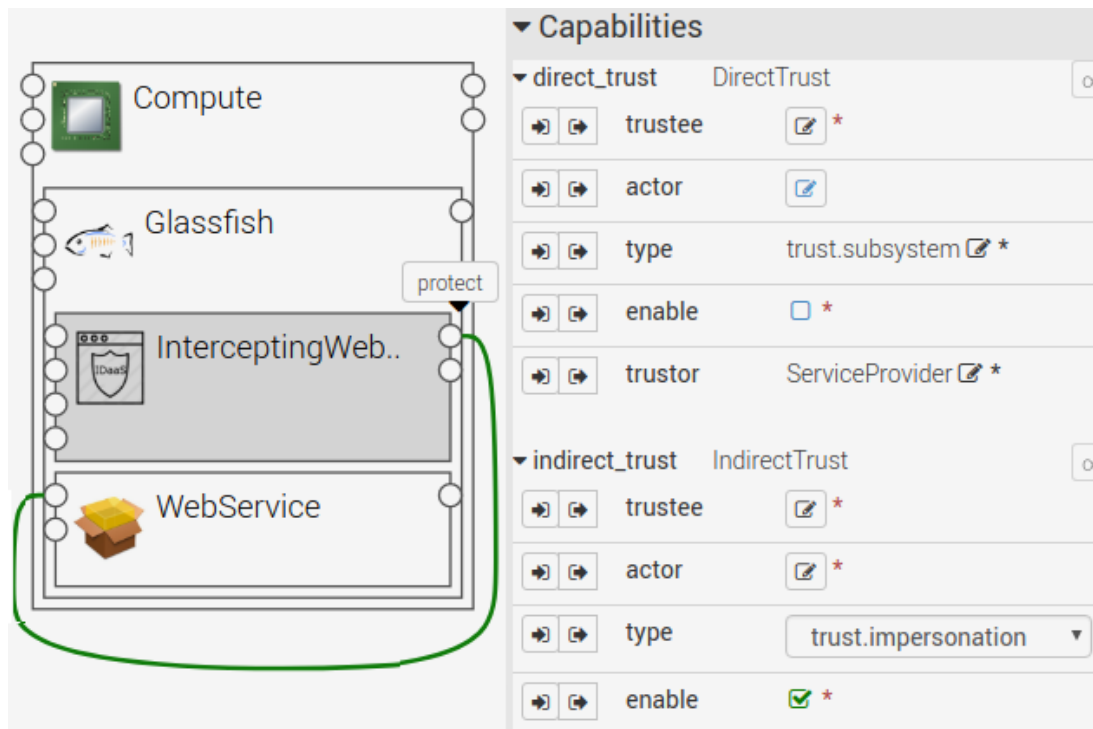 Compute
Glassfish
protect
InterceptingWeb..
IDaaS
WebService
Capabilities
direct_trust DirectTrust
trustee *
actor
type trust.subsystem *
enable *
trustor ServiceProvider *
indirect_trust IndirectTrust
trustee *
actor *
type trust.impersonation
enable *